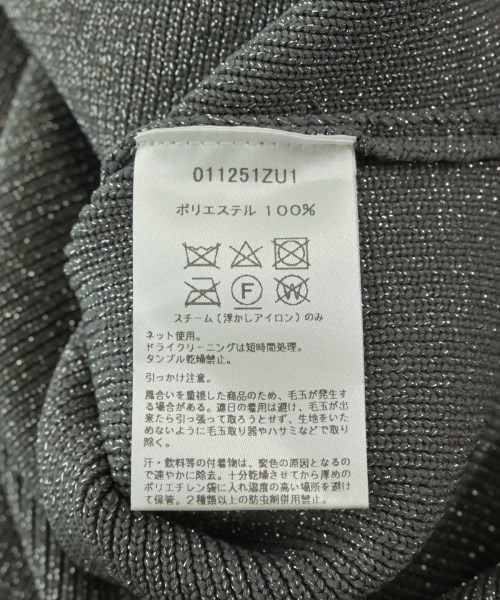 011251ZU1
ポリエステル 100%
F W
スチーム(浮かしアイロン)のみ
ネット使用。
ドライクリーニングは短時間処理。
タンブル乾燥禁止。
引っかけ注意。
風合いを重視した商品のため、毛玉が発生す
る場合がある。連日の着用は避け、毛玉が出
来たら引っ張って取ろうとせず、生地をいた
めないように毛玉取り器やハサミなどで取り
除く。
汗・飲料等の付着物は、変色の原因となるの
で速やかに除去。十分乾燥させてから厚めの
ポリエチレン袋に入れ湿度の高い場所を避け
て保管。2種類以上の防虫剤併用禁止。